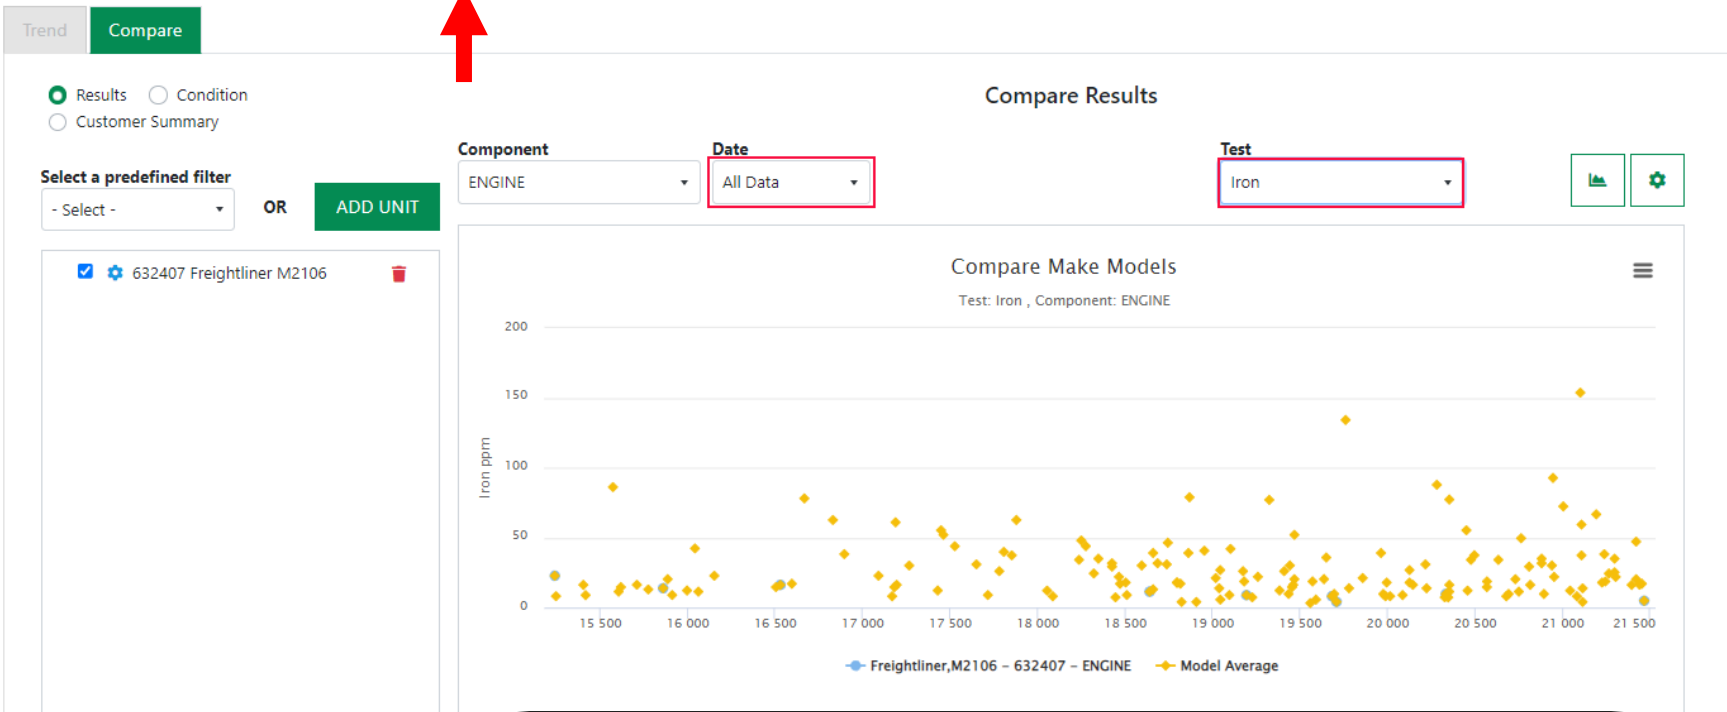 Trend Compare
Results Condition
Customer Summary
Compare Results
Select a predefined filter
- Select -
OR
ADD UNIT
Component
ENGINE
Date
All Data
Test
Iron
632407 Freightliner M2106
Compare Make Models
Test: Iron , Component: ENGINE
Iron ppm
200
150
100
50
0
15 500 16 000 16 500 17 000 17 500 18 000 18 500 19 000 19 500 20 000 20 500 21 000 21 500
Freightliner,M2106 – 632407 – ENGINE Model Average